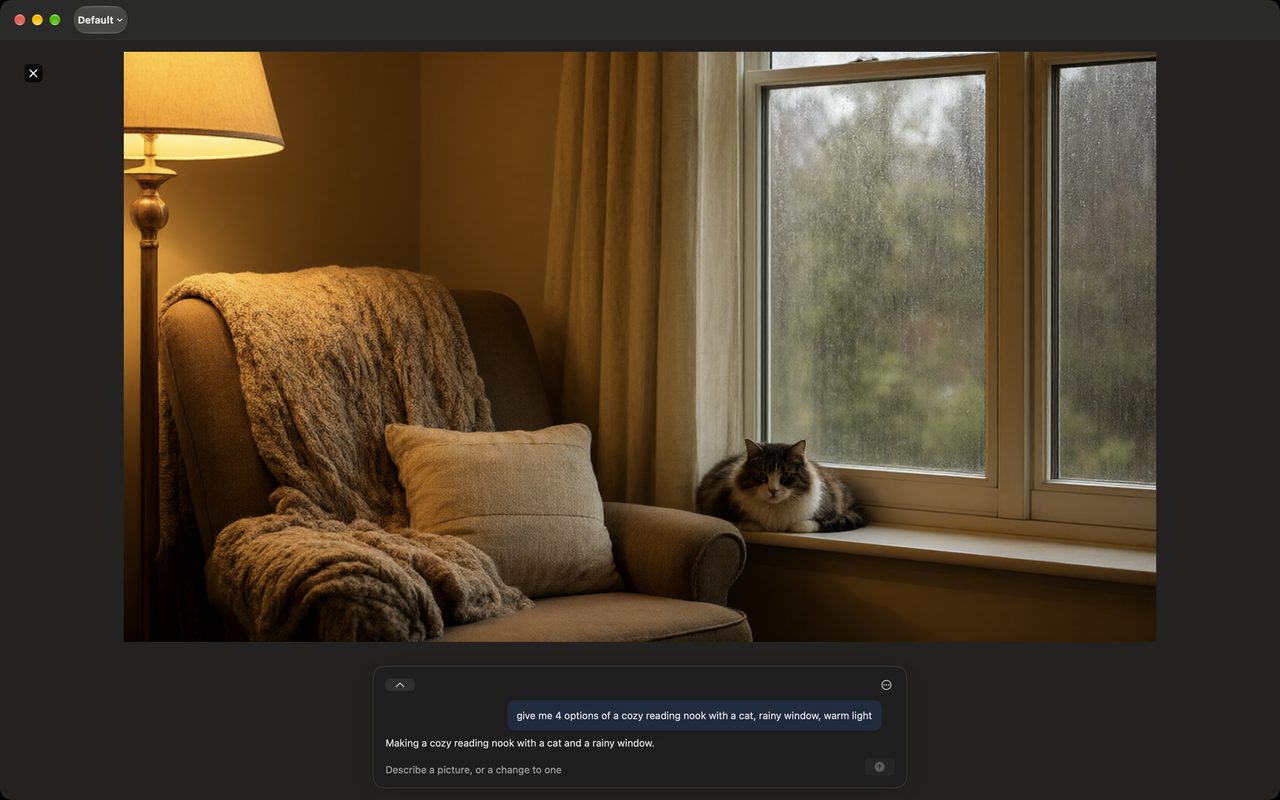 Default
give me 4 options of a cozy reading nook with a cat, rainy window, warm light
Making a cozy reading nook with a cat and a rainy window.
Describe a picture, or a change to one